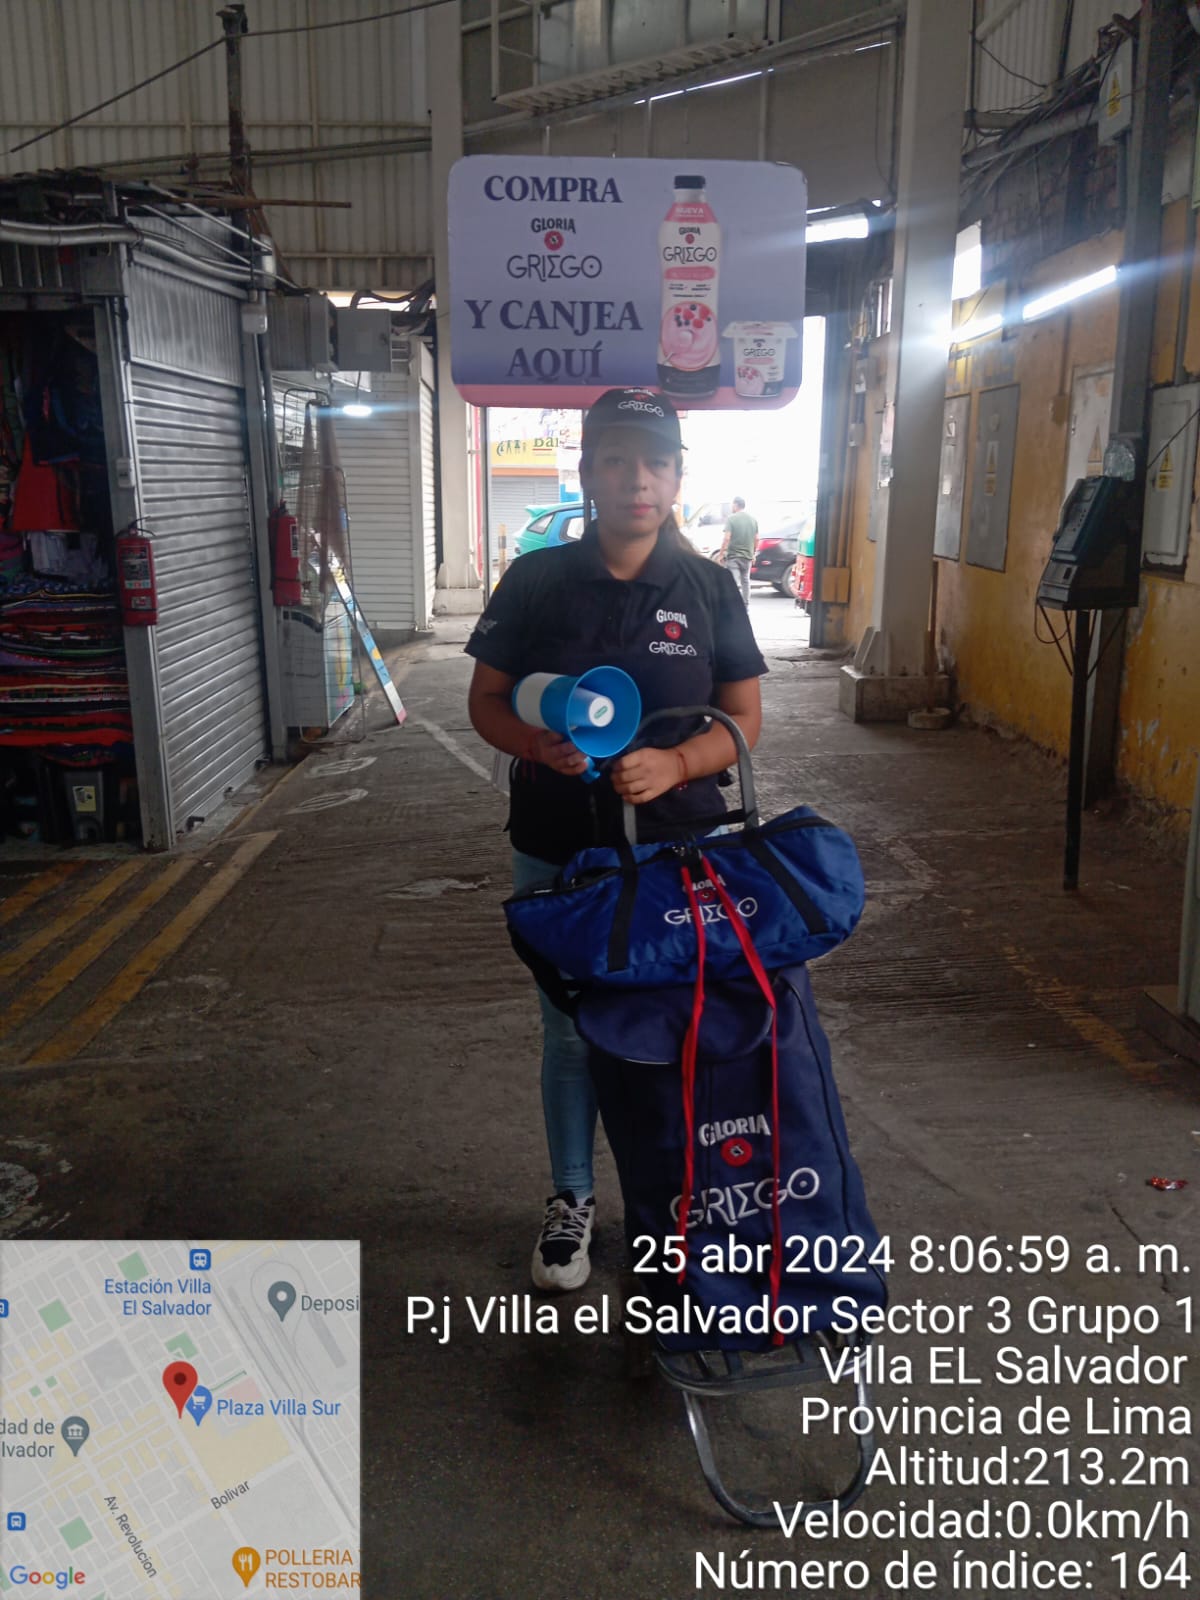 COMPRA
GLORIA
GRIEGO
Y CANJEA
AQUÍ
NUEVA
GLORIA
GRIEGO
GRIEGO
GRIEGO
Bar
GLORIA
GRIEGO
GLORIA
GRIEGO
GLORIA
GRIEGO
25 abr 2024 8:06:59 a. m.
P.j Villa el Salvador Sector 3 Grupo 1
Villa EL Salvador
Provincia de Lima
Altitud:213.2m
Velocidad:0.0km/h
Número de índice: 164
Estación Villa
El Salvador
Deposi
Plaza Villa Sur
dad de
lvador
Bolivar
Av. Revolucion
POLLERIA
RESTOBAR
Google